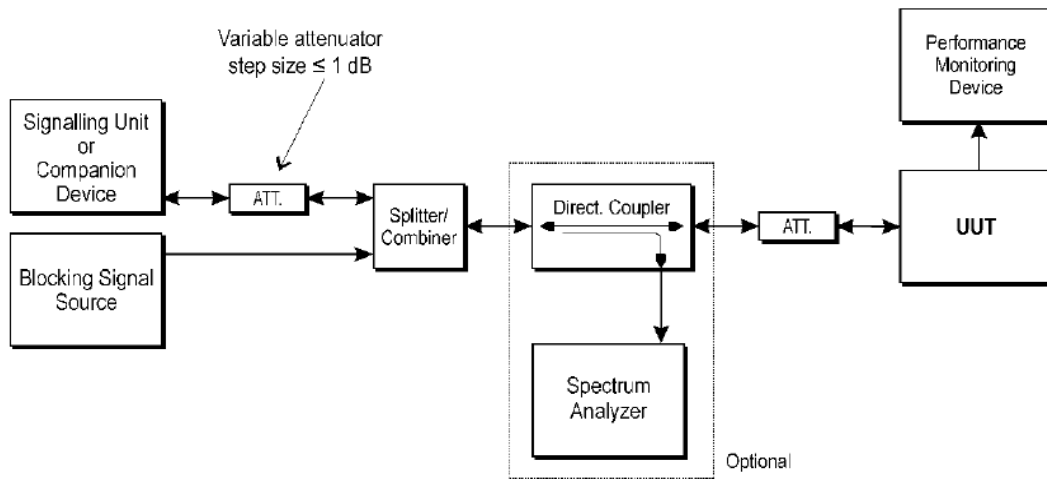 Variable attenuator
step size ≤ 1 dB
Signalling Unit
or
Companion
Device
ATT.
Blocking Signal
Source
Splitter/
Combiner
Direct. Coupler
Spectrum
Analyzer
Optional
ATT.
Performance
Monitoring
Device
UUT